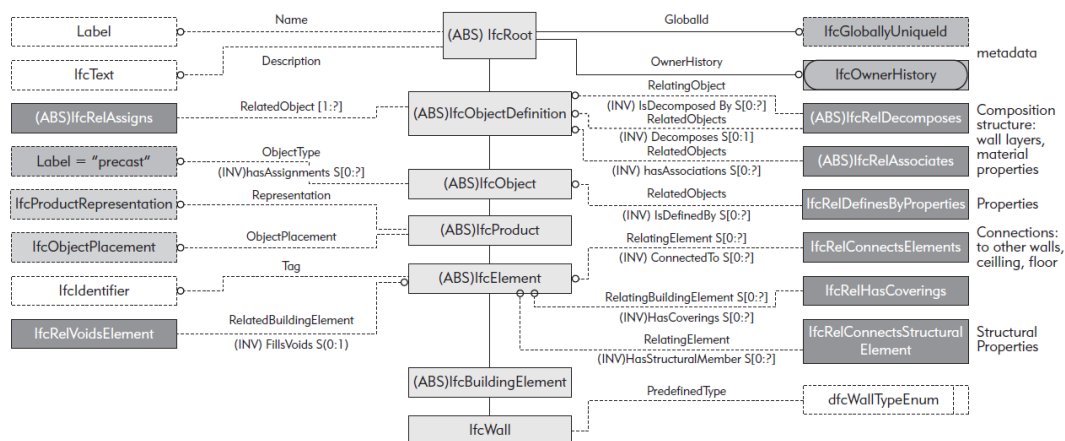 Name
GlobalId
Label
(ABS) IfcRoot
IfcGloballyUniqueId
metadata
Description
OwnerHistory
IfcText
IfcOwnerHistory
RelatingObject
RelatedObject [1:?]
(INV) IsDecomposed By S[0:?]
(ABS)IfcRelAssigns
(ABS)IfcObjectDefinition
RelatedObjects
(ABS)IfcRelDecomposes
Composition
structure:
wall layers,
material
properties
(INV) Decomposes S[0:1]
RelatedObjects
ObjectType
Label = "precast"
(INV)hasAssignments S[0:?]
(INV) hasAssociations S[0:?]
(ABS)IfcRelAssociates
(ABS)IfcObject
RelatedObjects
Representation
IfcProductRepresentation
(INV) IsDefinedBy S[0:?]
IfcRelDefinesByProperties
Properties
(ABS)IfcProduct
ObjectPlacement
IfcObjectPlacement
RelatingElement S[0:?]
IfcRelConnectsElements
Connections:
to other walls,
ceilling, floor
(INV) ConnectedTo S[0:?]
Tag
(ABS)IfcElement
IfcIdentifier
RelatingBuildingElement S[0:?]
IfcRelHasCoverings
(INV)HasCoverings S[0:?]
RelatedBuildingElement
IfcRelVoidsElement
(INV) FillsVoids S(0:1)
RelatingElement
(INV)HasStructuralMember S[0:?]
IfcRelConnectsStructural
Element
Structural
Properties
(ABS)IfcBuildingElement
PredefinedType
dfcWallTypeEnum
IfcWall